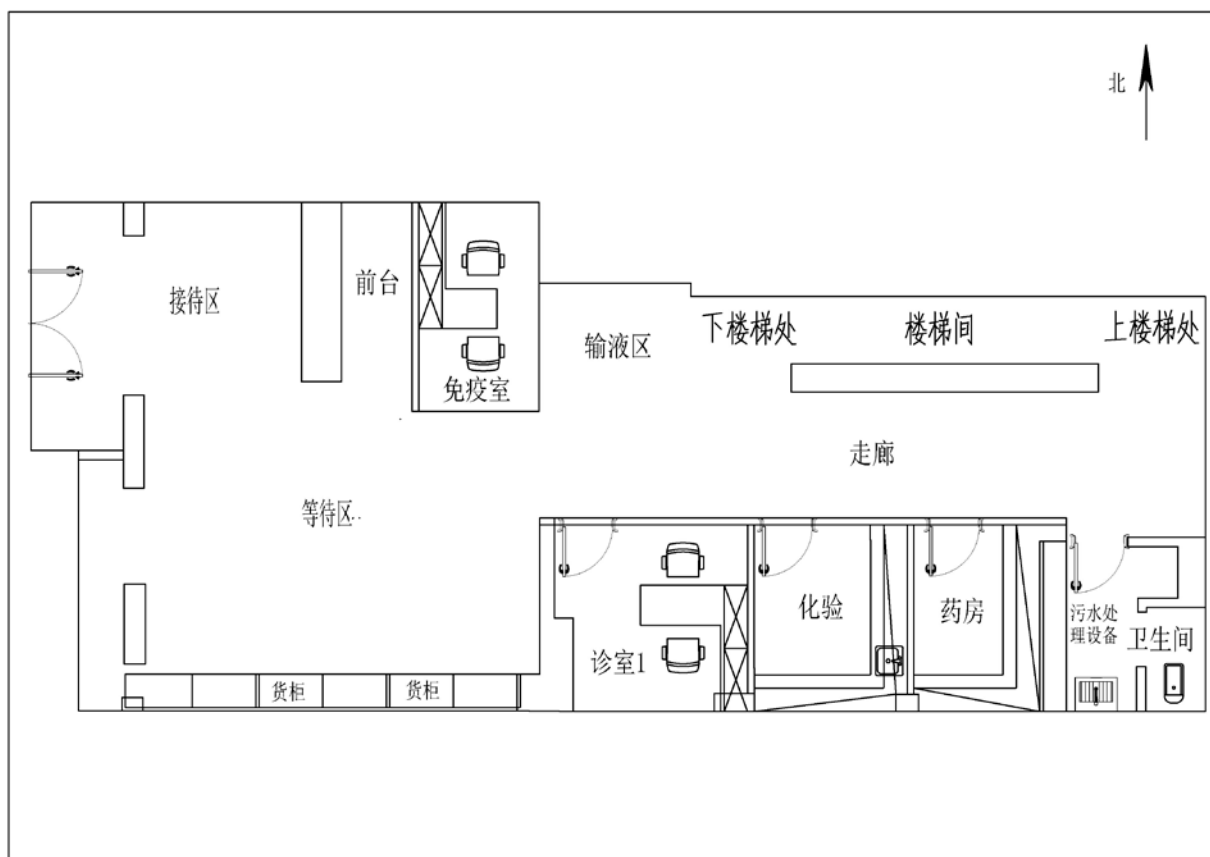 北
接待区
前台
免疫室
输液区
下楼梯处
楼梯间
上楼梯处
走廊
等待区
货柜
货柜
诊室1
化验
药房
污水处
理设备
卫生间